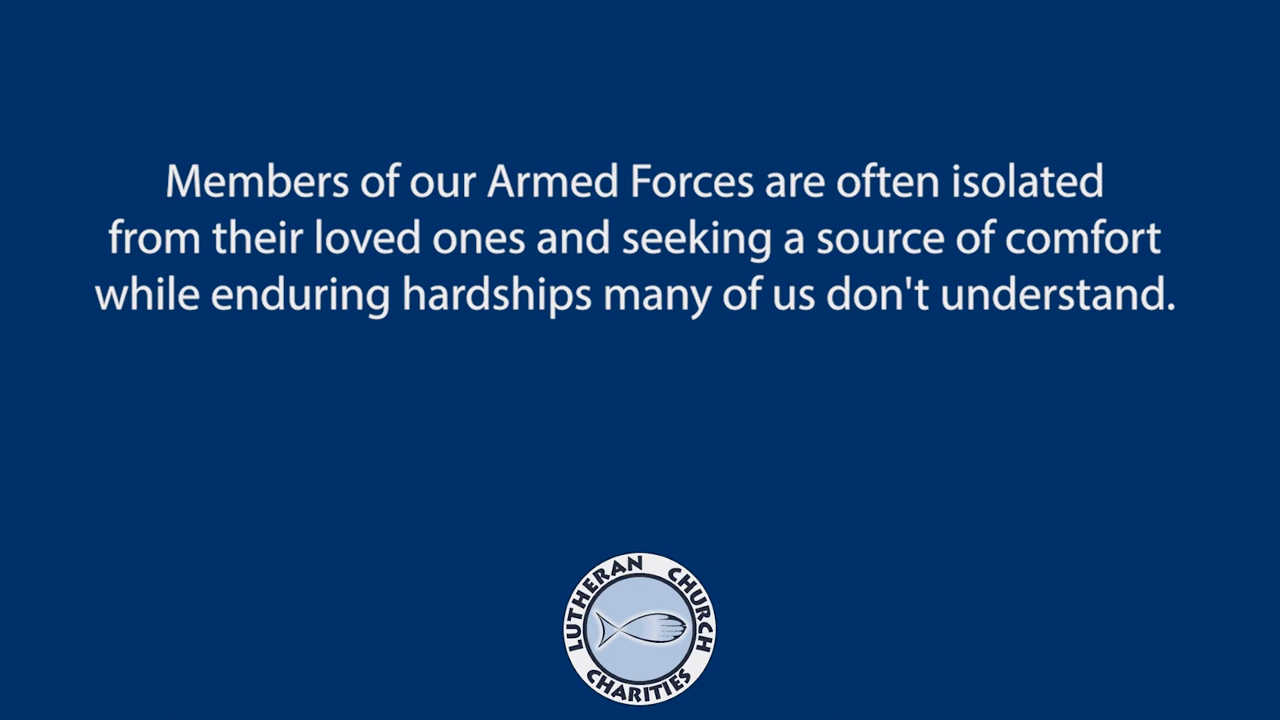 Members of our Armed Forces are often isolated
from their loved ones and seeking a source of comfort
while enduring hardships many of us don't understand.
LUTHERAN CHURCH
CHARITIES